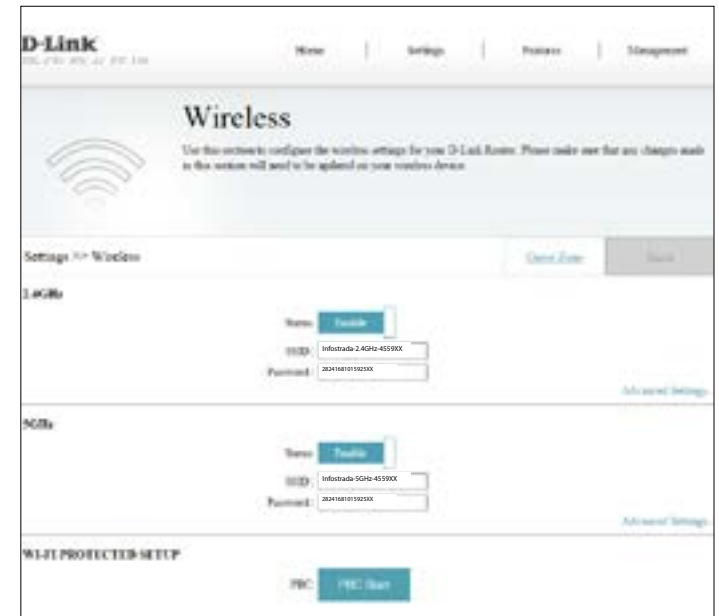 D-Link
Home | Settings | Features | Management
Wireless
Use this section to configure the wireless settings for your D-Link Router. Please make sure that any changes made
to this section will need to be updated on your wireless device.
Settings >> Wireless
Guest Zone
Save
2.4GHz
Status: Enable
SSID: Infostrada-2.4GHz-4559XX
Password: 2824168101592SXX
Advanced Settings
5GHz
Status: Enable
SSID: Infostrada-5GHz-4559XX
Password: 2824168101592SXX
Advanced Settings
WI-FI PROTECTED SETUP
PBC: PBC Start